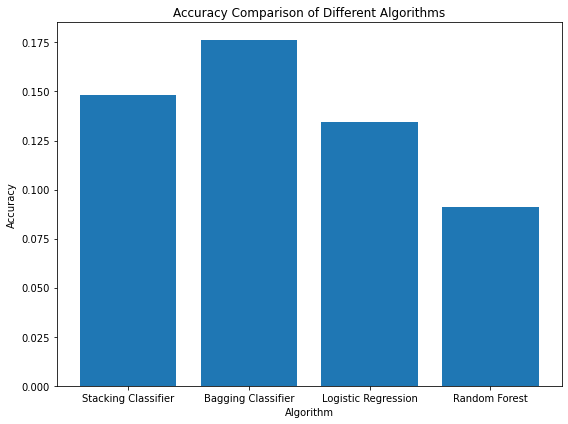 Accuracy Comparison of Different Algorithms
Accuracy
0.175
0.150
0.125
0.100
0.075
0.050
0.025
0.000
Stacking Classifier Bagging Classifier Logistic Regression Random Forest
Algorithm